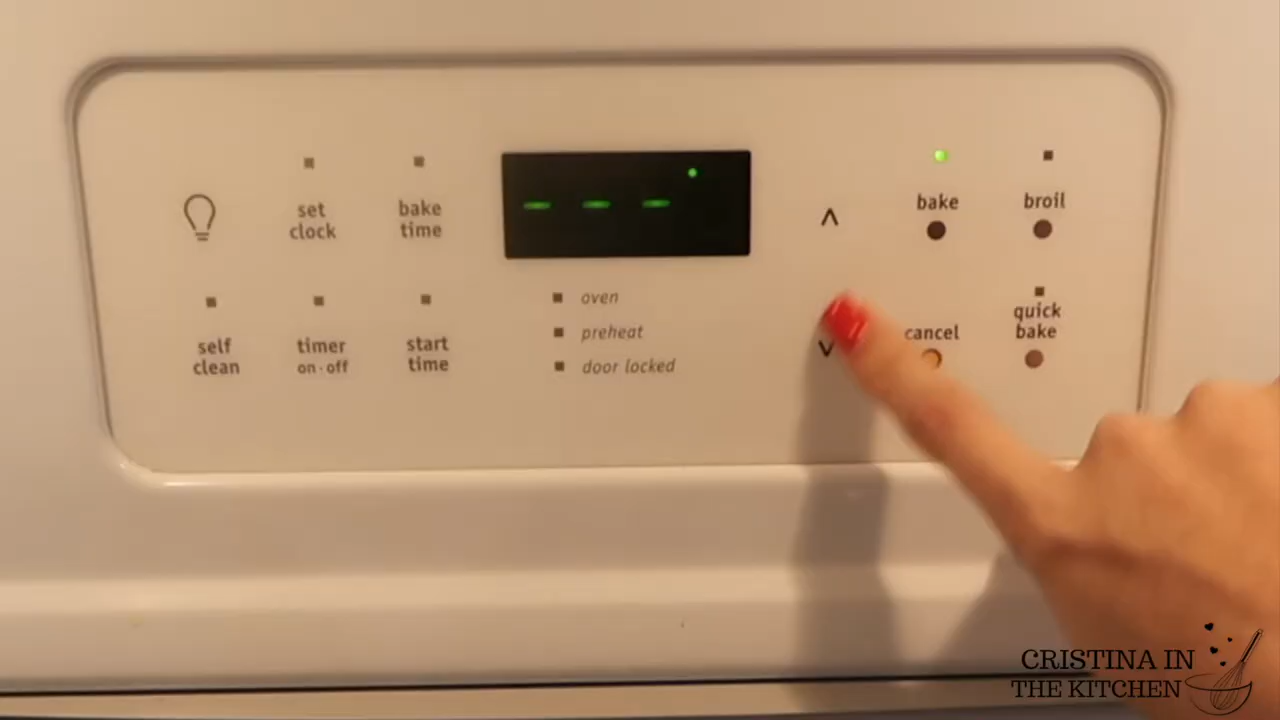 set
clock
bake
time
- - -
bake
broil
self
clean
timer
on·off
start
time
oven
preheat
door locked
cancel
quick
bake
CRISTINA IN
THE KITCHEN